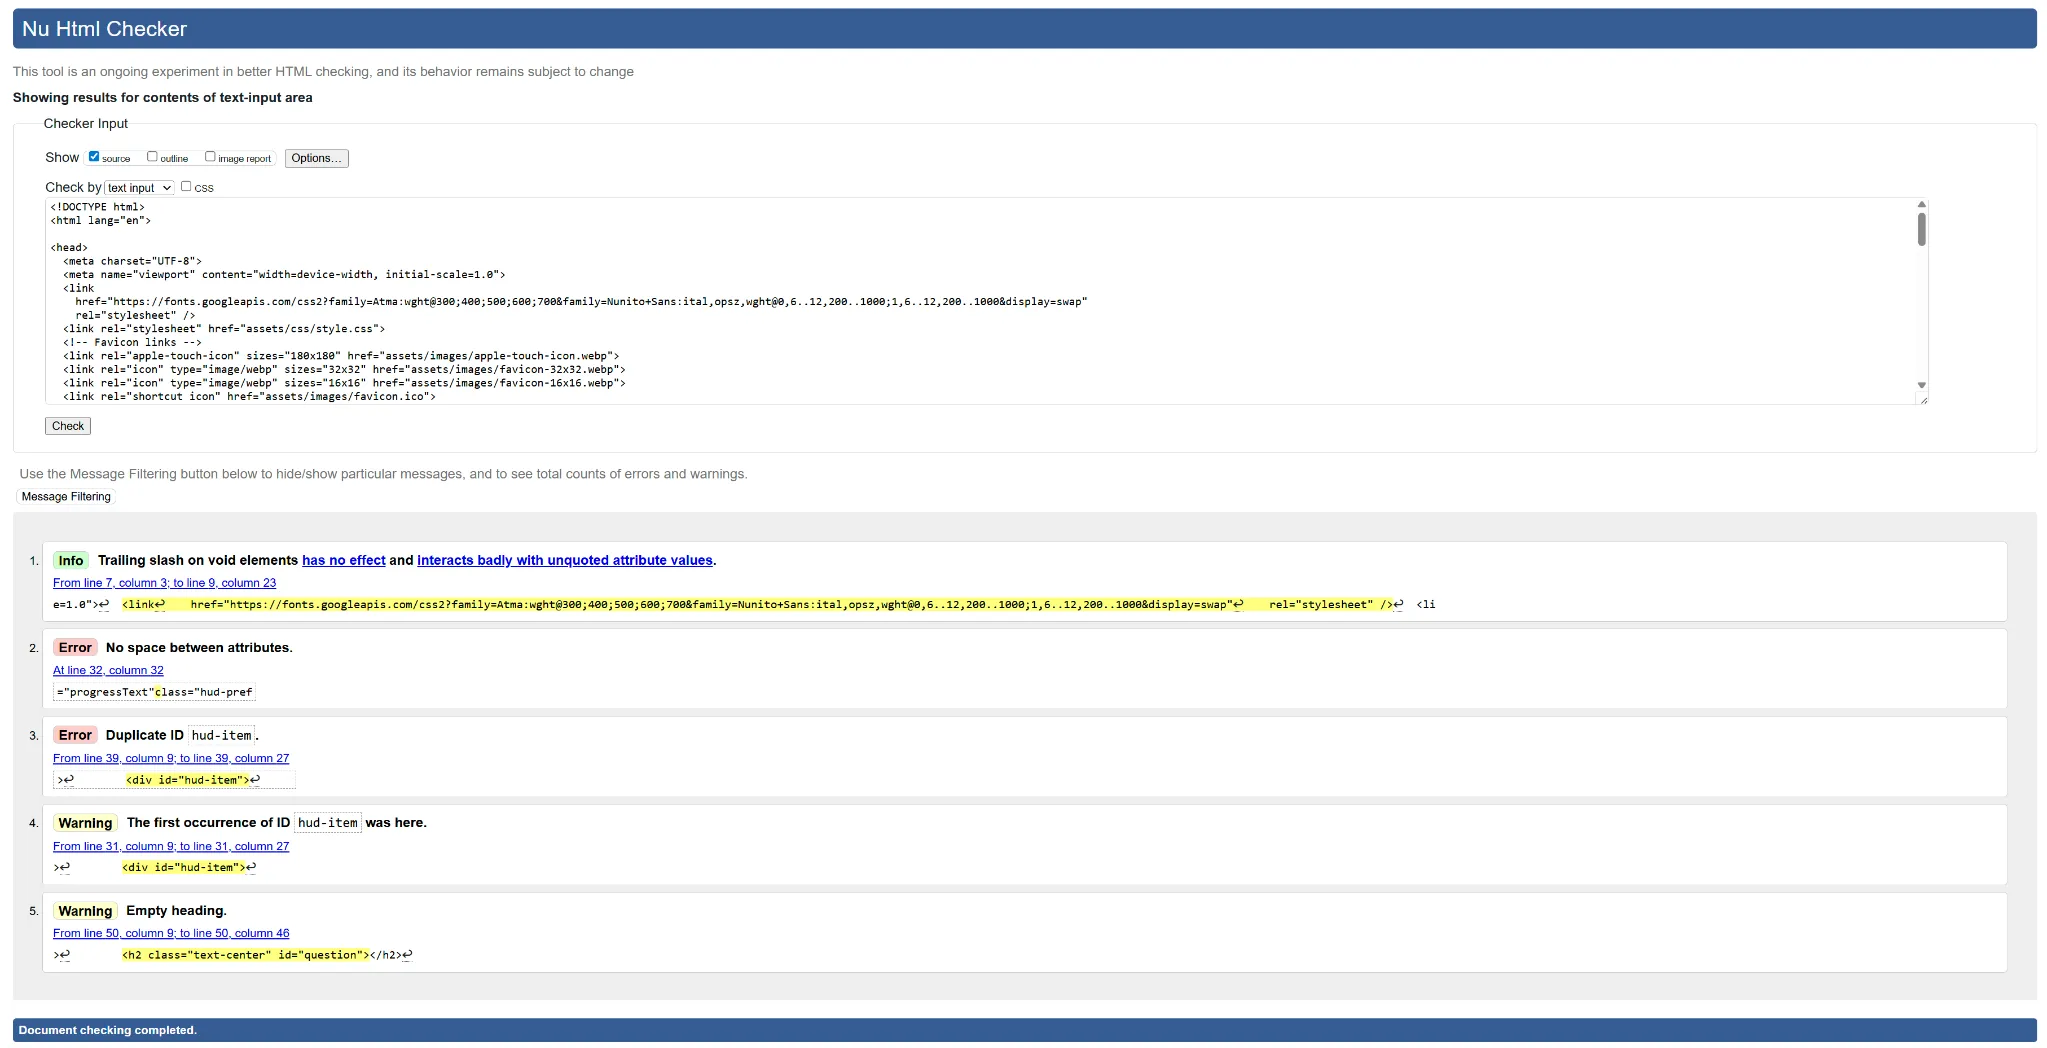 Nu Html Checker
This tool is an ongoing experiment in better HTML checking, and its behavior remains subject to change
Showing results for contents of text-input area
Checker Input
Show source outline image report Options...
Check by text input CSS
<!DOCTYPE html>
<html lang="en">
<head>
<meta charset="UTF-8">
<meta name="viewport" content="width=device-width, initial-scale=1.0">
<link
href="https://fonts.googleapis.com/css2?family=Atma:wght@300;400;500;600;700&family=Nunito+Sans:ital,opsz,wght@0,6..12,200..1000;1,6..12,200..1000&display=swap"
rel="stylesheet" />
<link rel="stylesheet" href="assets/css/style.css">
<!-- Favicon links -->
<link rel="apple-touch-icon" sizes="180x180" href="assets/images/apple-touch-icon.webp">
<link rel="icon" type="image/webp" sizes="32x32" href="assets/images/favicon-32x32.webp">
<link rel="icon" type="image/webp" sizes="16x16" href="assets/images/favicon-16x16.webp">
<link rel="shortcut icon" href="assets/images/favicon.ico">
Check
Use the Message Filtering button below to hide/show particular messages, and to see total counts of errors and warnings.
Message Filtering
1. Info Trailing slash on void elements has no effect and interacts badly with unquoted attribute values.
From line 7, column 3; to line 9, column 23
e=1.0">↩ <link↩ href="https://fonts.googleapis.com/css2?family=Atma:wght@300;400;500;600;700&family=Nunito+Sans:ital,opsz,wght@0,6..12,200..1000;1,6..12,200..1000&display=swap"↩ rel="stylesheet" />↩ <li
2. Error No space between attributes.
At line 32, column 32
="progressText"class="hud-pref
3. Error Duplicate ID hud-item.
From line 39, column 9; to line 39, column 27
>↩ <div id="hud-item">↩
4. Warning The first occurrence of ID hud-item was here.
From line 31, column 9; to line 31, column 27
>↩ <div id="hud-item">↩
5. Warning Empty heading.
From line 50, column 9; to line 50, column 46
>↩ <h2 class="text-center" id="question"></h2>↩
Document checking completed.